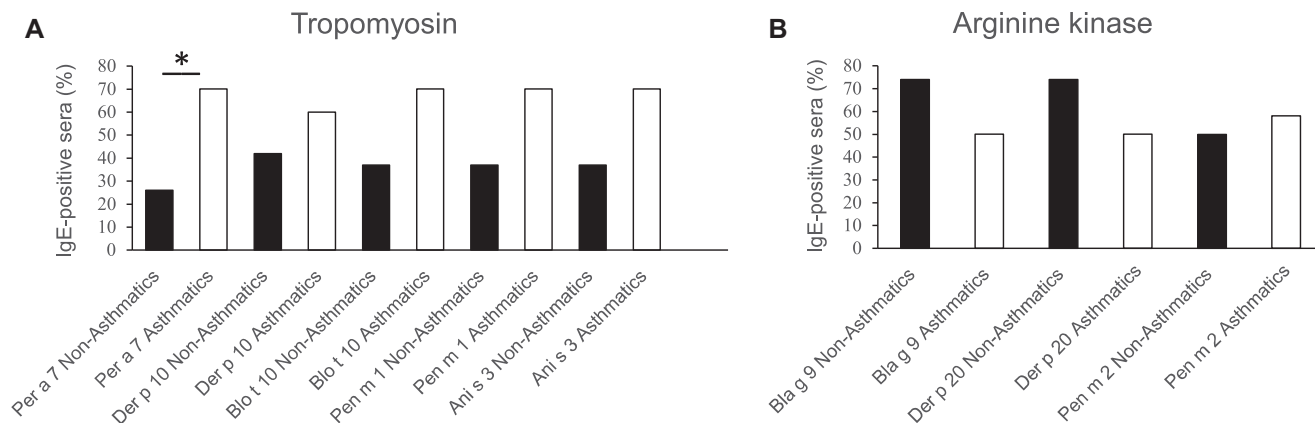 A
Tropomyosin
*
IgE-positive sera (%)
80
70
60
50
40
30
20
10
0
Per a 7 Non-Asthmatics
Per a 7 Asthmatics
Der p 10 Non-Asthmatics
Der p 10 Asthmatics
Blo t 10 Non-Asthmatics
Blo t 10 Asthmatics
Pen m 1 Non-Asthmatics
Pen m 1 Asthmatics
Ani s 3 Non-Asthmatics
Ani s 3 Asthmatics
B
Arginine kinase
IgE-positive sera (%)
80
70
60
50
40
30
20
10
0
Bla g 9 Non-Asthmatics
Bla g 9 Asthmatics
Der p 20 Non-Asthmatics
Der p 20 Asthmatics
Pen m 2 Non-Asthmatics
Pen m 2 Asthmatics